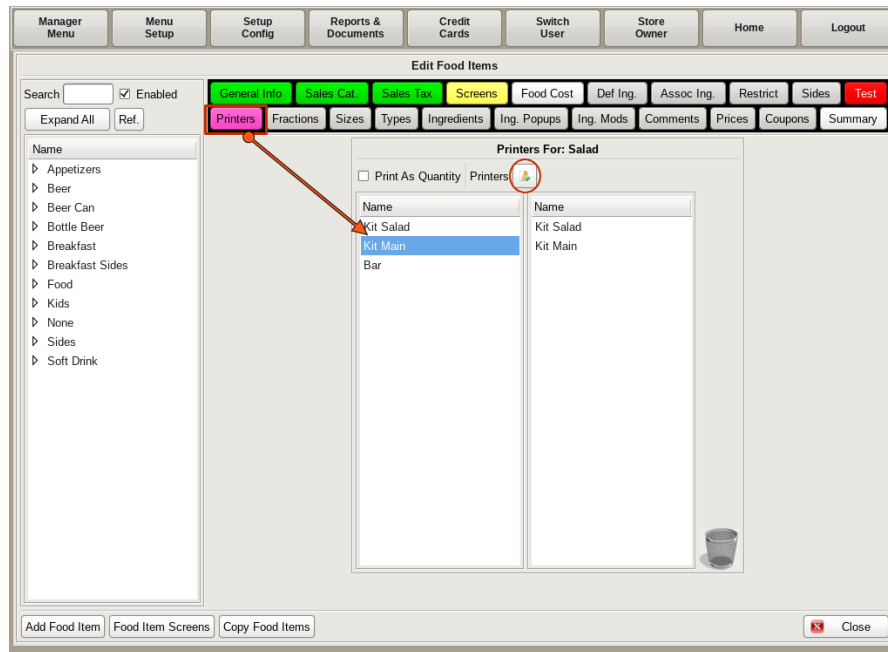 Manager Menu
Menu Setup
Setup Config
Reports & Documents
Credit Cards
Switch User
Store Owner
Home
Logout
Edit Food Items
Search
Enabled
General Info
Sales Cat.
Sales Tax
Screens
Food Cost
Def Ing.
Assoc Ing.
Restrict
Sides
Test
Expand All
Ref.
Printers
Fractions
Sizes
Types
Ingredients
Ing. Popups
Ing. Mods
Comments
Prices
Coupons
Summary
Name
Appetizers
Beer
Beer Can
Bottle Beer
Breakfast
Breakfast Sides
Food
Kids
None
Sides
Soft Drink
Printers For: Salad
Print As Quantity
Printers
Name
Kit Salad
Kit Main
Bar
Name
Kit Salad
Kit Main
Add Food Item
Food Item Screens
Copy Food Items
Close